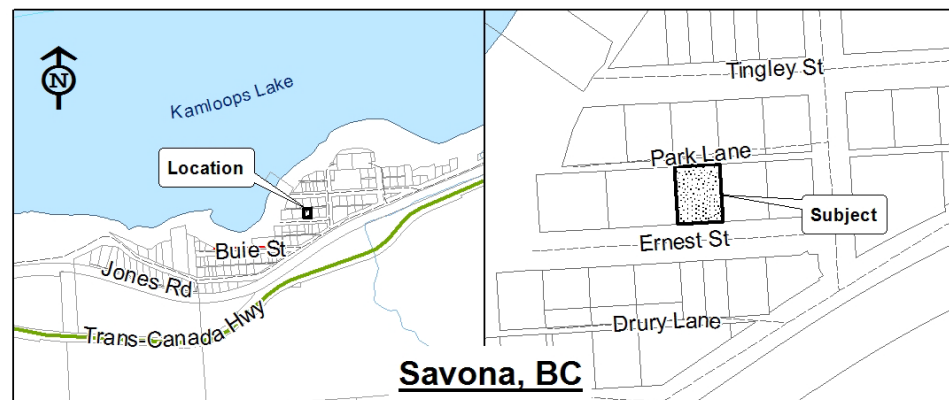 N
Kamloops Lake
Location
Buie St
Jones Rd
Trans-Canada Hwy
Tingley St
Park Lane
Subject
Ernest St
Drury Lane
Savona, BC